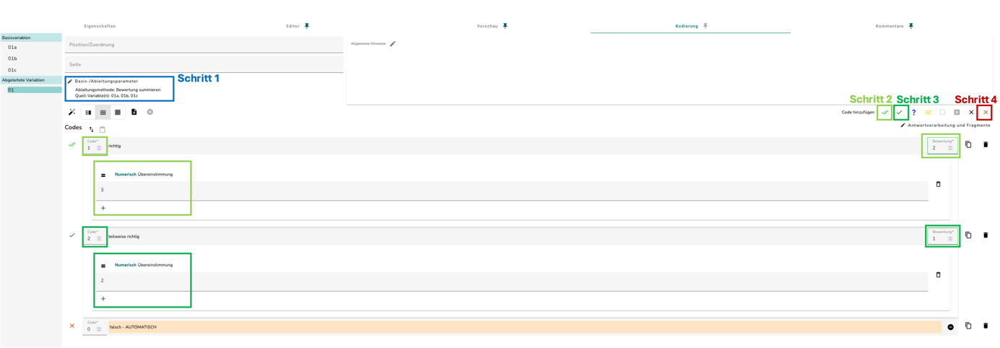 Eigenschaften
Editor
Vorschau
Kodierung
Kommentare
Basisvariablen
01a
01b
01c
Abgeleitete Variablen
01
Position/Zuordnung
Allgemeine Hinweise
Seite
Schritt 1
Basis-/Ableitungsparameter
Ableitungsmethode: Bewertung summieren
Quell-Variable(n): 01a, 01b, 01c
Schritt 2 Schritt 3 Schritt 4
Code hinzufügen ?
Antwortverarbeitung und Fragmente
Codes
Code*
1 richtig
Bewertung*
2
Numerisch Übereinstimmung
3
Code*
2 teilweise richtig
Bewertung*
1
Numerisch Übereinstimmung
2
Code*
0 falsch - AUTOMATISCH